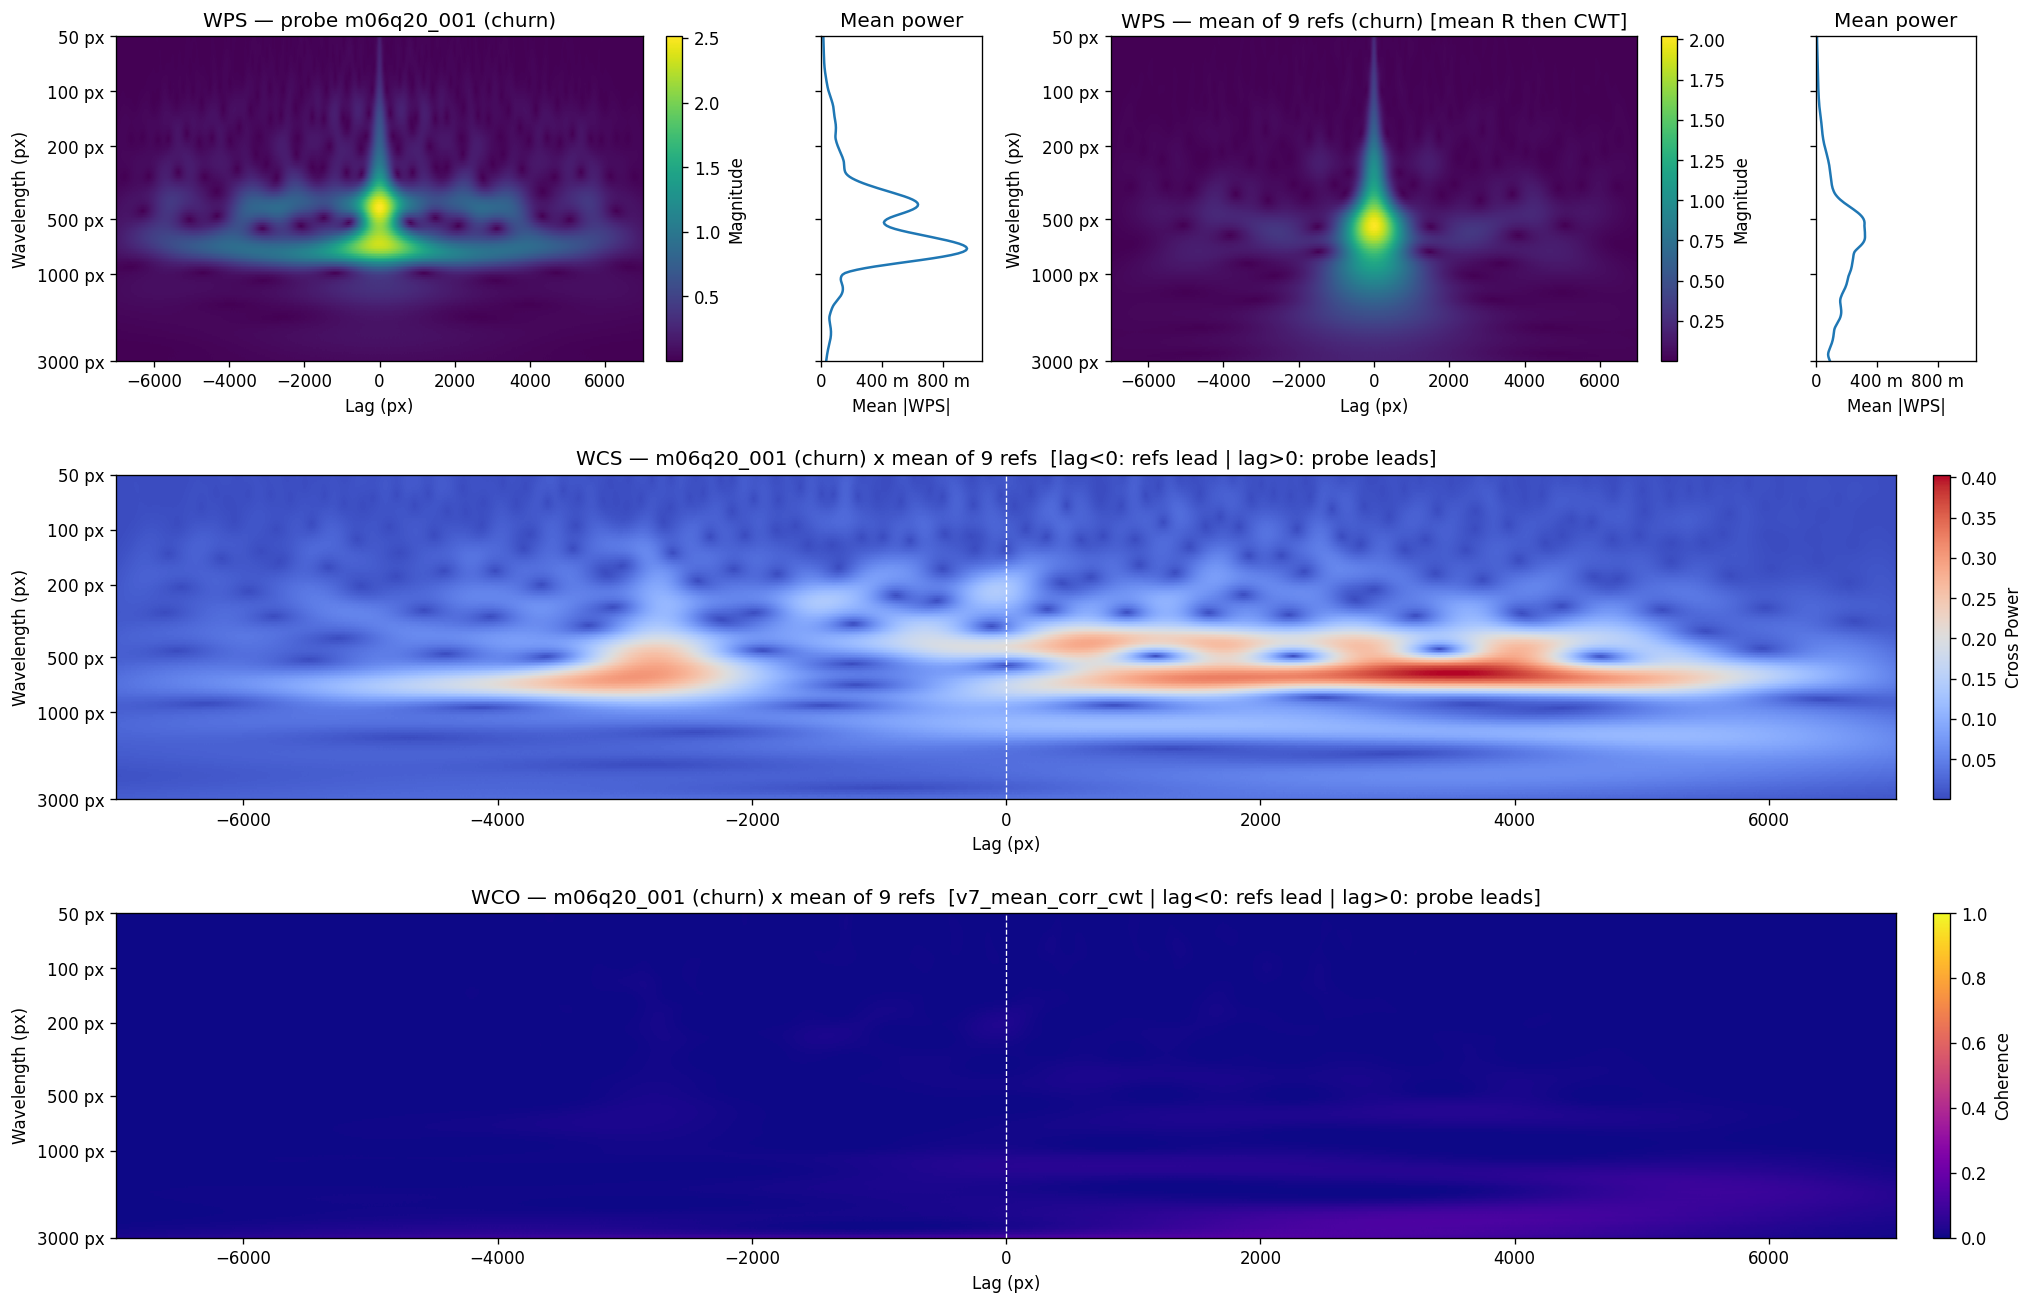 WPS — probe m06q20_001 (churn)
50 px
100 px
200 px
500 px
1000 px
3000 px
Wavelength (px)
−6000
−4000
−2000
0
2000
4000
6000
Lag (px)
2.5
2.0
1.5
1.0
0.5
Magnitude
Mean power
0
400 m
800 m
Mean |WPS|
WPS — mean of 9 refs (churn) [mean R then CWT]
50 px
100 px
200 px
500 px
1000 px
3000 px
Wavelength (px)
−6000
−4000
−2000
0
2000
4000
6000
Lag (px)
2.00
1.75
1.50
1.25
1.00
0.75
0.50
0.25
Magnitude
Mean power
0
400 m
800 m
Mean |WPS|
WCS — m06q20_001 (churn) x mean of 9 refs  [lag<0: refs lead | lag>0: probe leads]
50 px
100 px
200 px
500 px
1000 px
3000 px
Wavelength (px)
−6000
−4000
−2000
0
2000
4000
6000
Lag (px)
0.40
0.35
0.30
0.25
0.20
0.15
0.10
0.05
Cross Power
WCO — m06q20_001 (churn) x mean of 9 refs  [v7_mean_corr_cwt | lag<0: refs lead | lag>0: probe leads]
50 px
100 px
200 px
500 px
1000 px
3000 px
Wavelength (px)
−6000
−4000
−2000
0
2000
4000
6000
Lag (px)
1.0
0.8
0.6
0.4
0.2
0.0
Coherence